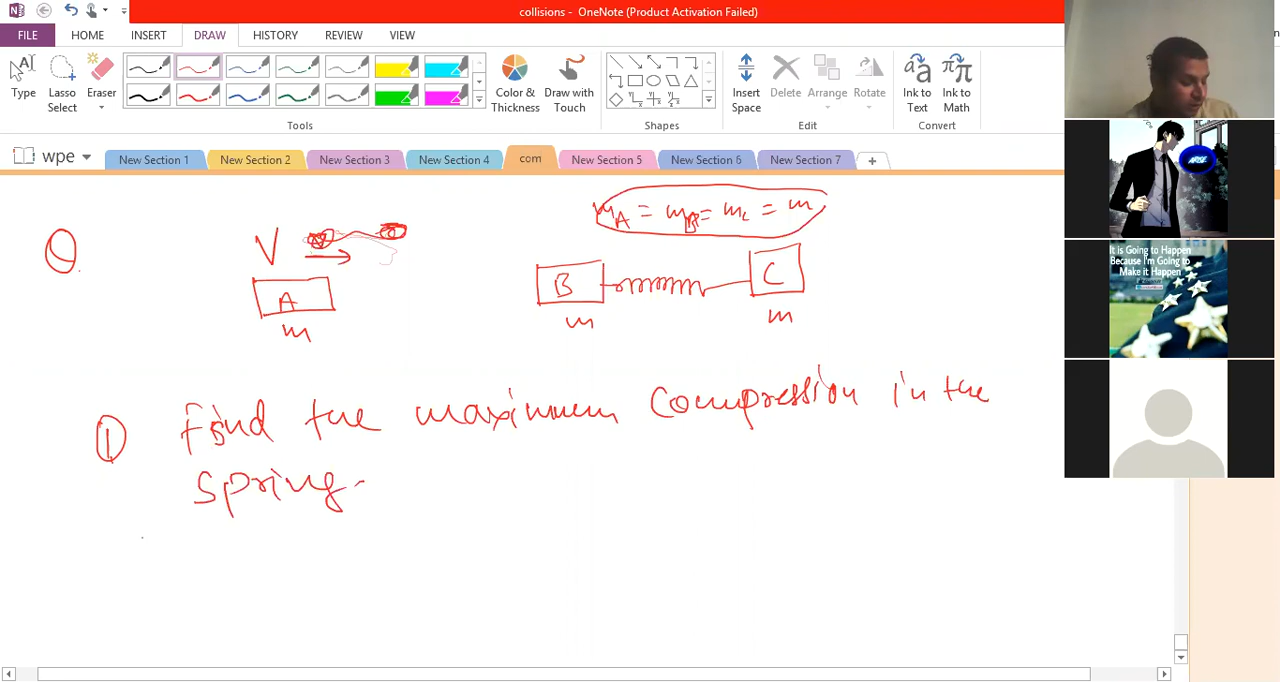 collisions - OneNote (Product Activation Failed)
FILE HOME INSERT DRAW HISTORY REVIEW VIEW
Type Lasso Select Eraser Color & Thickness Draw with Touch Insert Space Delete Arrange Rotate Ink to Text Ink to Math
Tools Shapes Edit Convert
wpe New Section 1 New Section 2 New Section 3 New Section 4 com New Section 5 New Section 6 New Section 7
ARISE
It is Going to Happen
Because I'm Going to
Make it Happen
Q V mA = mB = mC = m
A B C
m m m
① Find the maximum compression in the
spring.